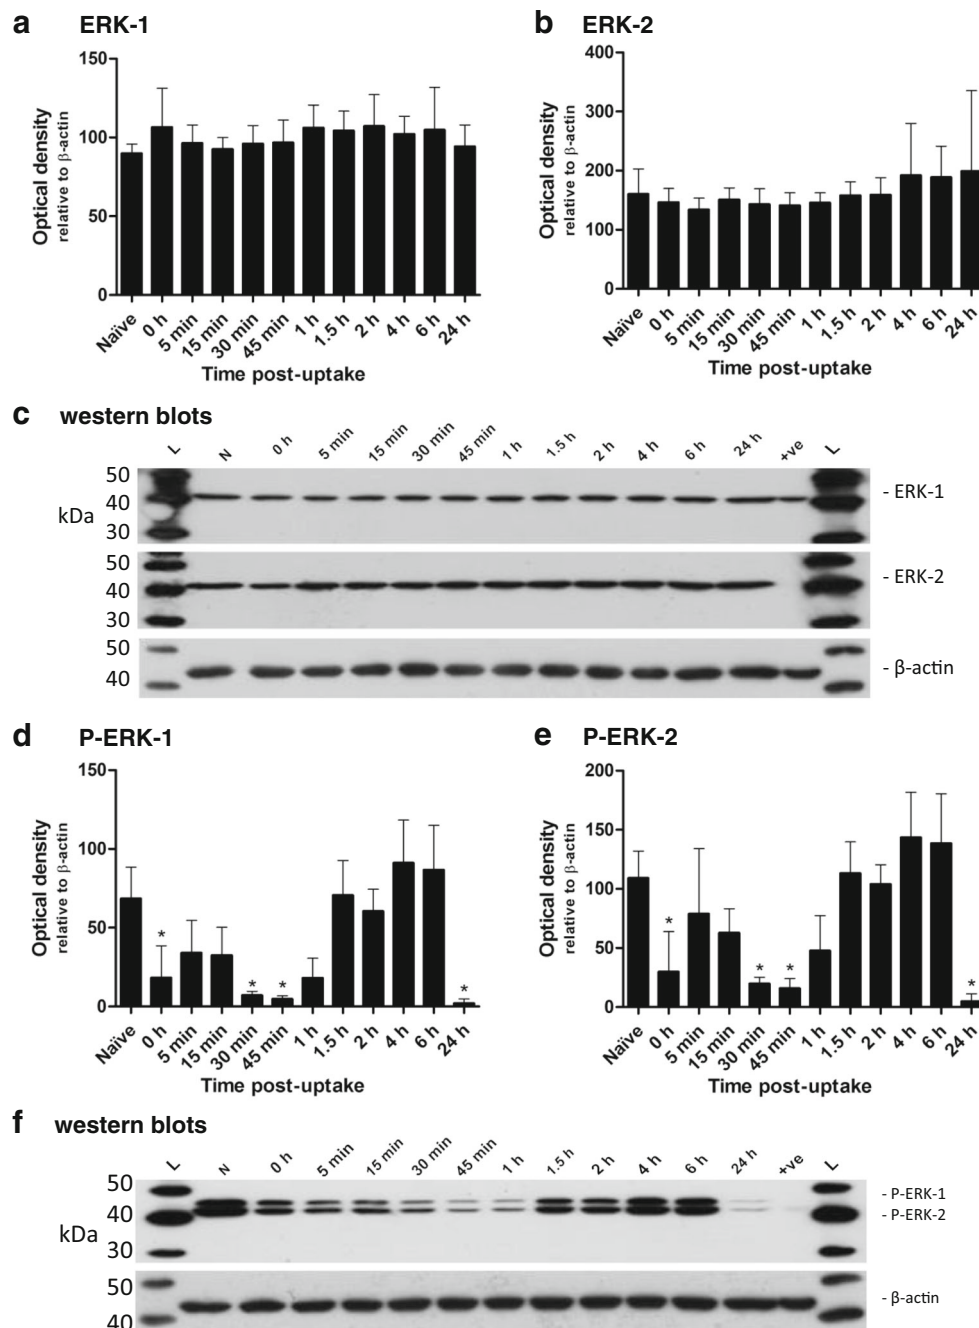 a ERK-1
150
100
50
0
Optical density
relative to β-actin
Naïve 0 h 5 min 15 min 30 min 45 min 1 h 1.5 h 2 h 4 h 6 h 24 h
Time post-uptake
b ERK-2
400
300
200
100
0
Optical density
relative to β-actin
Naïve 0 h 5 min 15 min 30 min 45 min 1 h 1.5 h 2 h 4 h 6 h 24 h
Time post-uptake
c western blots
L N 0 h 5 min 15 min 30 min 45 min 1 h 1.5 h 2 h 4 h 6 h 24 h +ve L
50
40
kDa
30
- ERK-1
50
40
30
- ERK-2
50
40
- β-actin
d P-ERK-1
150
100
50
0
Optical density
relative to β-actin
* * * *
Naïve 0 h 5 min 15 min 30 min 45 min 1 h 1.5 h 2 h 4 h 6 h 24 h
Time post-uptake
e P-ERK-2
200
150
100
50
0
Optical density
relative to β-actin
* * * *
Naïve 0 h 5 min 15 min 30 min 45 min 1 h 1.5 h 2 h 4 h 6 h 24 h
Time post-uptake
f western blots
L N 0 h 5 min 15 min 30 min 45 min 1 h 1.5 h 2 h 4 h 6 h 24 h +ve L
50
40
kDa
30
- P-ERK-1
- P-ERK-2
50
40
- β-actin